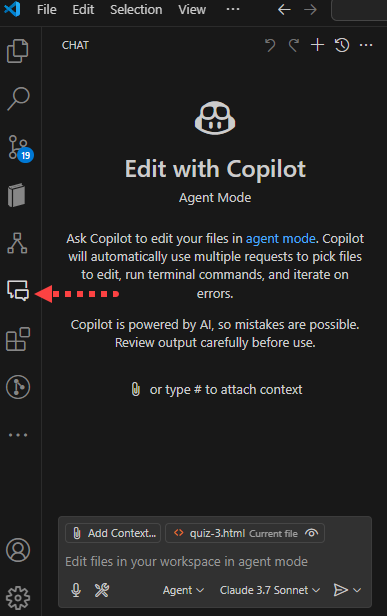 File Edit Selection View ...
CHAT
19
Edit with Copilot
Agent Mode
Ask Copilot to edit your files in agent mode. Copilot
will automatically use multiple requests to pick files
to edit, run terminal commands, and iterate on
errors.
Copilot is powered by AI, so mistakes are possible.
Review output carefully before use.
or type # to attach context
Add Context... <> quiz-3.html Current file
Edit files in your workspace in agent mode
Agent Claude 3.7 Sonnet